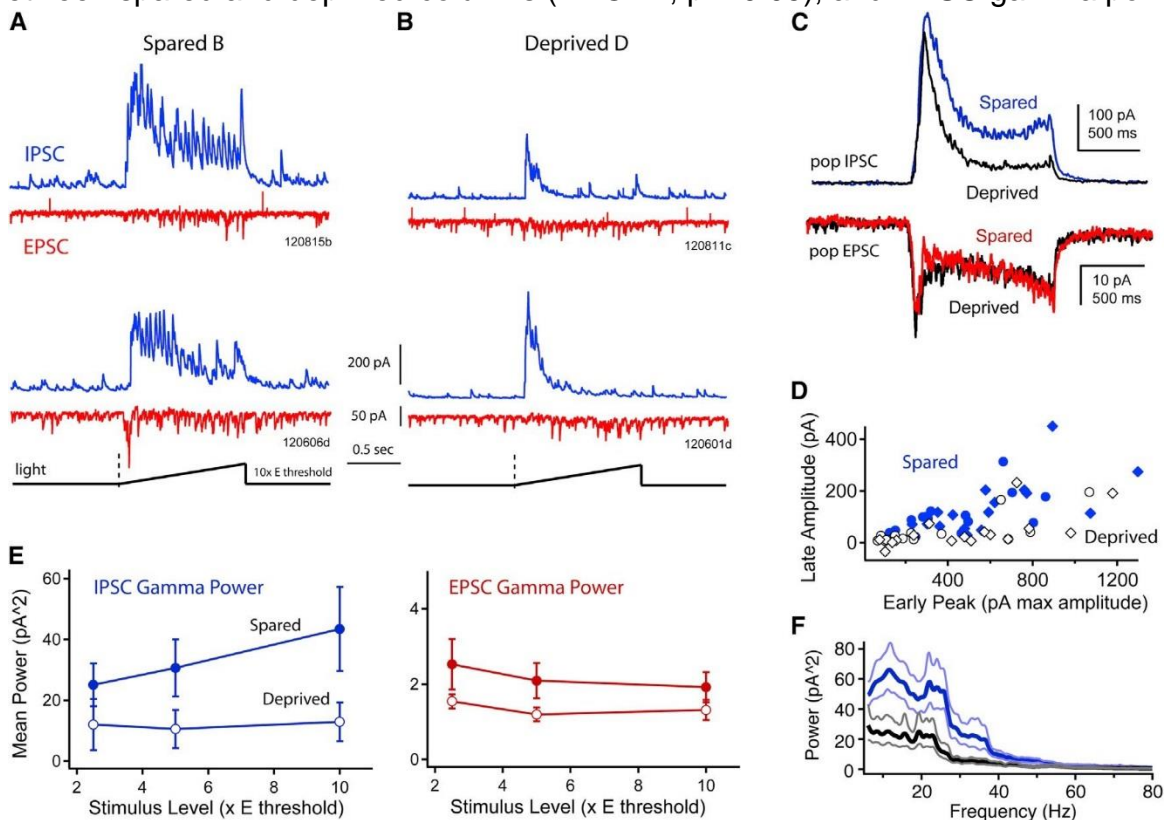 spared and deprived columns
A
Spared B
B
Deprived D
C
IPSC
EPSC
120815b
120811c
200 pA
50 pA
0.5 sec
120606d
120601d
light
10x E threshold
Spared
100 pA
500 ms
pop IPSC
Deprived
Spared
pop EPSC
10 pA
500 ms
Deprived
D
Late Amplitude (pA)
400
200
0
Spared
Deprived
400
800
1200
Early Peak (pA max amplitude)
E
Mean Power (pA^2)
60
40
20
0
IPSC Gamma Power
Spared
Deprived
2
4
6
8
10
Stimulus Level (x E threshold)
EPSC Gamma Power
4
2
0
2
4
6
8
10
Stimulus Level (x E threshold)
F
Power (pA^2)
80
60
40
20
0
20
40
60
80
Frequency (Hz)